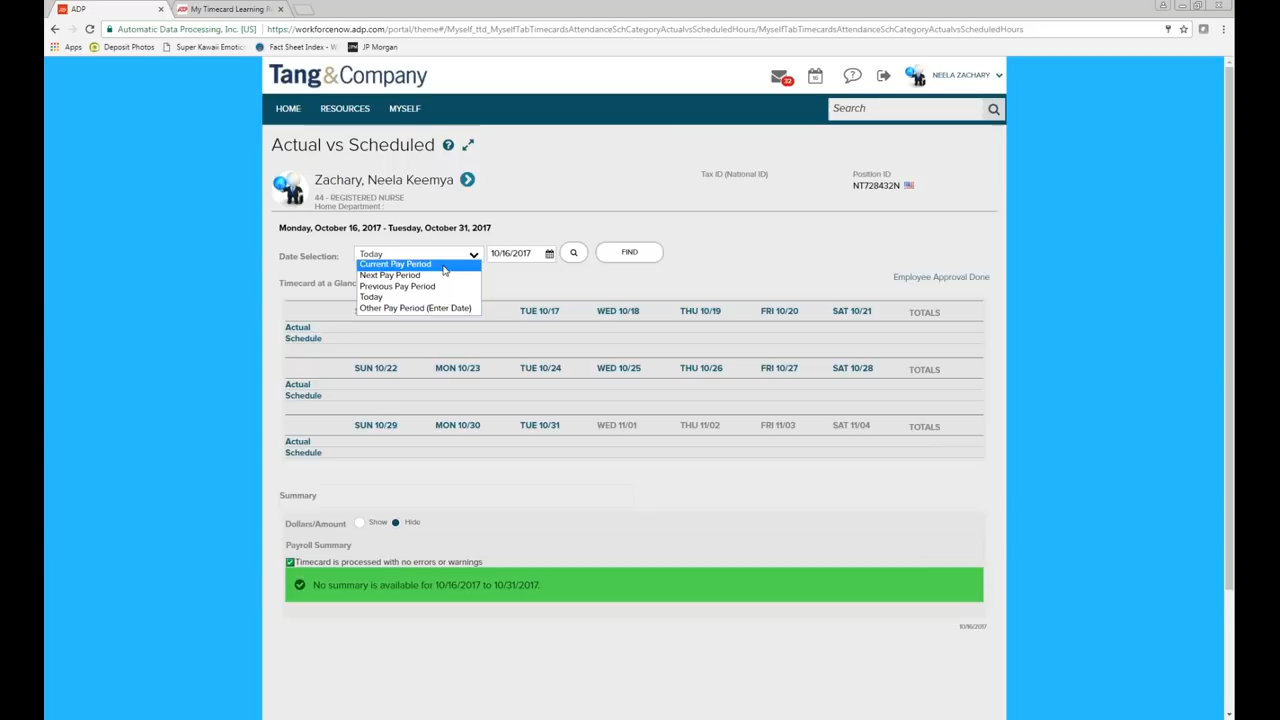 ADP
My Timecard Learning
Automatic Data Processing, Inc. [US]
https://workforcenow.adp.com/portal/theme#/Myself_ttd_MyselfTabTimecardsAttendanceSchCategoryActualvsScheduledHours/MyselfTabTimecardsAttendanceSchCategoryActualvsScheduledHours
Apps Deposit Photos Super Kawaii Emotic Fact Sheet Index - W JP Morgan
Tang&Company
32
16
NEELA ZACHARY
HOME RESOURCES MYSELF Search
Actual vs Scheduled
Zachary, Neela Keemya
Tax ID (National ID) Position ID
NT728432N
44 - REGISTERED NURSE
Home Department :
Monday, October 16, 2017 - Tuesday, October 31, 2017
Date Selection: Today 10/16/2017 FIND
Current Pay Period
Next Pay Period
Previous Pay Period
Today
Other Pay Period (Enter Date)
Employee Approval Done
Timecard at a Glanc
TUE 10/17 WED 10/18 THU 10/19 FRI 10/20 SAT 10/21 TOTALS
Actual
Schedule
SUN 10/22 MON 10/23 TUE 10/24 WED 10/25 THU 10/26 FRI 10/27 SAT 10/28 TOTALS
Actual
Schedule
SUN 10/29 MON 10/30 TUE 10/31 WED 11/01 THU 11/02 FRI 11/03 SAT 11/04 TOTALS
Actual
Schedule
Summary
Dollars/Amount Show Hide
Payroll Summary
Timecard is processed with no errors or warnings
No summary is available for 10/16/2017 to 10/31/2017.
10/16/2017